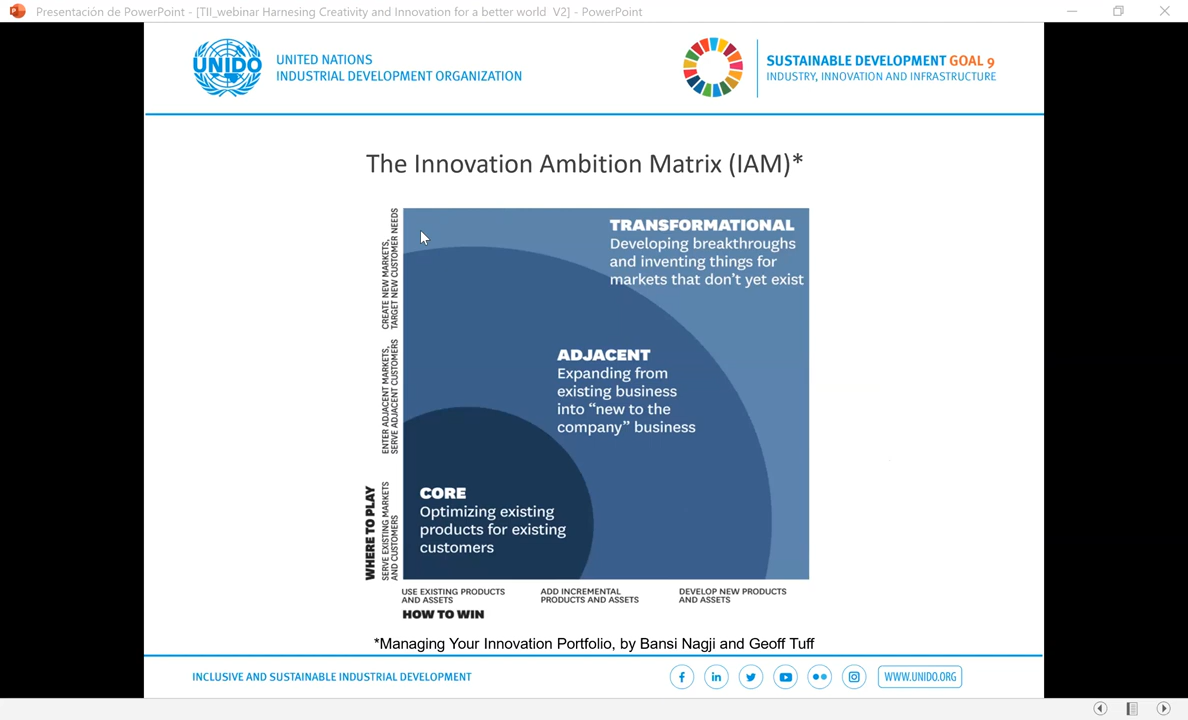 Presentación de PowerPoint - [TII_webinar Harnesing Creativity and Innovation for a better world  V2] - PowerPoint
UNIDO
UNITED NATIONS
INDUSTRIAL DEVELOPMENT ORGANIZATION
SUSTAINABLE DEVELOPMENT GOAL 9
INDUSTRY, INNOVATION AND INFRASTRUCTURE
The Innovation Ambition Matrix (IAM)*
CREATE NEW MARKETS,
TARGET NEW CUSTOMER NEEDS
ENTER ADJACENT MARKETS,
SERVE ADJACENT CUSTOMERS
WHERE TO PLAY
SERVE EXISTING MARKETS
AND CUSTOMERS
TRANSFORMATIONAL
Developing breakthroughs
and inventing things for
markets that don't yet exist
ADJACENT
Expanding from
existing business
into “new to the
company” business
CORE
Optimizing existing
products for existing
customers
USE EXISTING PRODUCTS
AND ASSETS
ADD INCREMENTAL
PRODUCTS AND ASSETS
DEVELOP NEW PRODUCTS
AND ASSETS
HOW TO WIN
*Managing Your Innovation Portfolio, by Bansi Nagji and Geoff Tuff
INCLUSIVE AND SUSTAINABLE INDUSTRIAL DEVELOPMENT
WWW.UNIDO.ORG